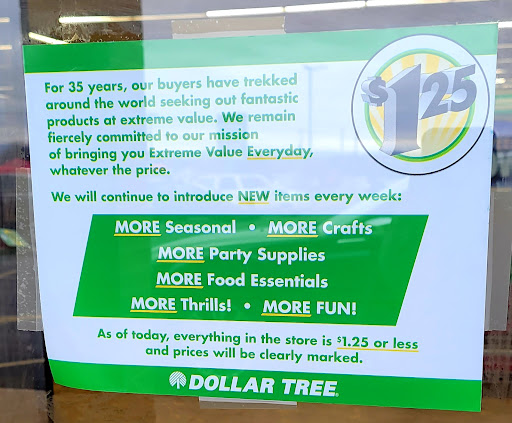 $1.25
For 35 years, our buyers have trekked
around the world seeking out fantastic
products at extreme value. We remain
fiercely committed to our mission
of bringing you Extreme Value Everyday,
whatever the price.
We will continue to introduce NEW items every week:
MORE Seasonal • MORE Crafts
MORE Party Supplies
MORE Food Essentials
MORE Thrills! • MORE FUN!
As of today, everything in the store is $1.25 or less
and prices will be clearly marked.
DOLLAR TREE